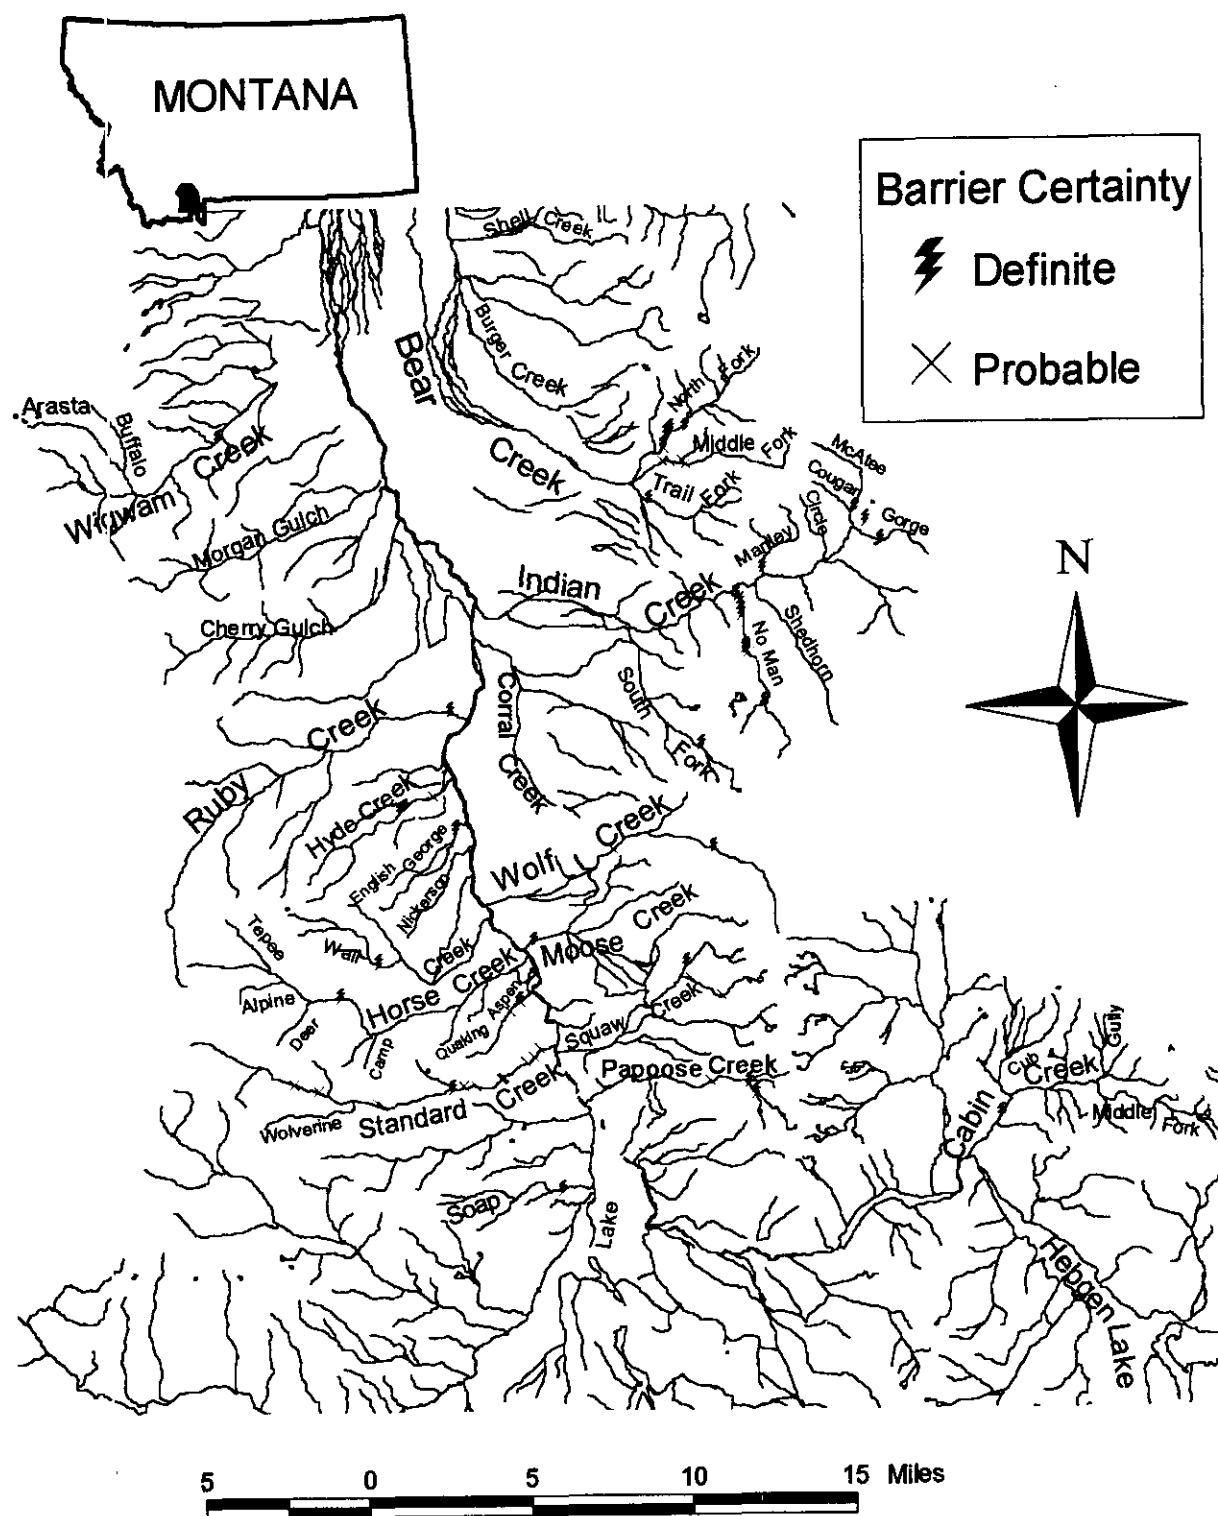 MONTANA
Barrier Certainty
Definite
Probable
Shell Creek
Bear Creek
Burger Creek
North Fork
Middle Fork
Trail Fork
McAtee
Cougar
Circle
Gorge
Manley
Arasta
Buffalo
Wigwam Creek
Morgan Gulch
Cherry Gulch
Indian Creek
No Man
Shedhorn
South Fork
N
Corral Creek
Ruby Creek
Hyde Creek
English George
Nickerson
Wolf Creek
Wall Creek
Tepee
Alpine
Deer
Camp
Horse Creek
Quaking Aspen
Moose Creek
Squaw Creek
Papoose Creek
Standard Creek
Wolverine
Soap
Lake
Cabin Creek
Cub
Gully
Middle Fork
Hebgen Lake
5 0 5 10 15 Miles